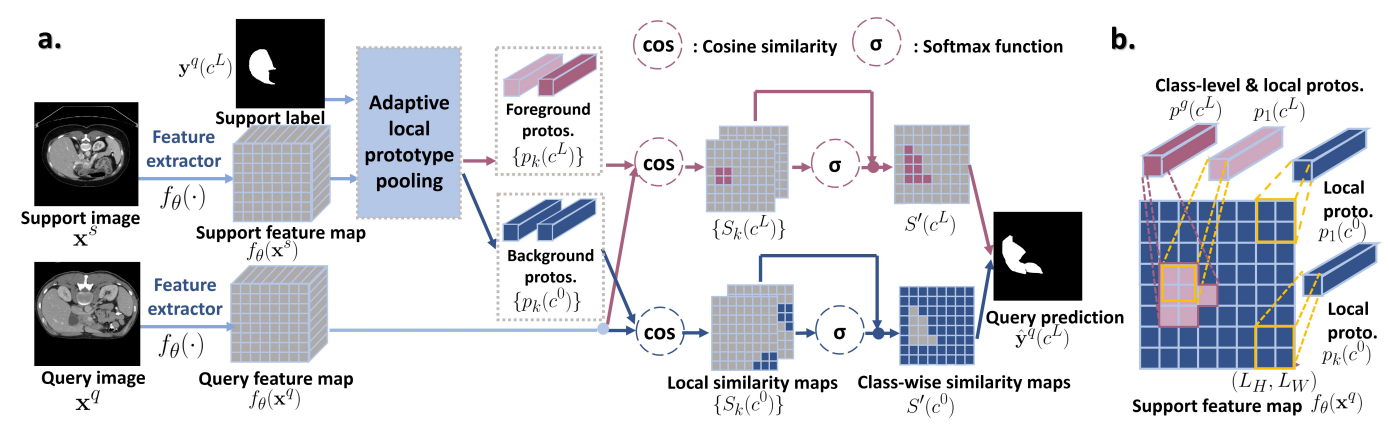 a.
cos : Cosine similarity
σ : Softmax function
b.
y^q(c^L)
Support label
Feature
extractor
f_θ(·)
Support image
x^s
Support feature map
f_θ(x^s)
Adaptive
local
prototype
pooling
Foreground
protos.
{p_k(c^L)}
Background
protos.
{p_k(c^0)}
cos
{S_k(c^L)}
σ
S′(c^L)
Feature
extractor
f_θ(·)
Query image
x^q
Query feature map
f_θ(x^q)
cos
Local similarity maps
{S_k(c^0)}
σ
Class-wise similarity maps
S′(c^0)
Query prediction
ŷ^q(c^L)
Class-level & local protos.
p^g(c^L) p_1(c^L)
Local
proto.
p_1(c^0)
Local
proto.
p_k(c^0)
(L_H, L_W)
Support feature map f_θ(x^q)